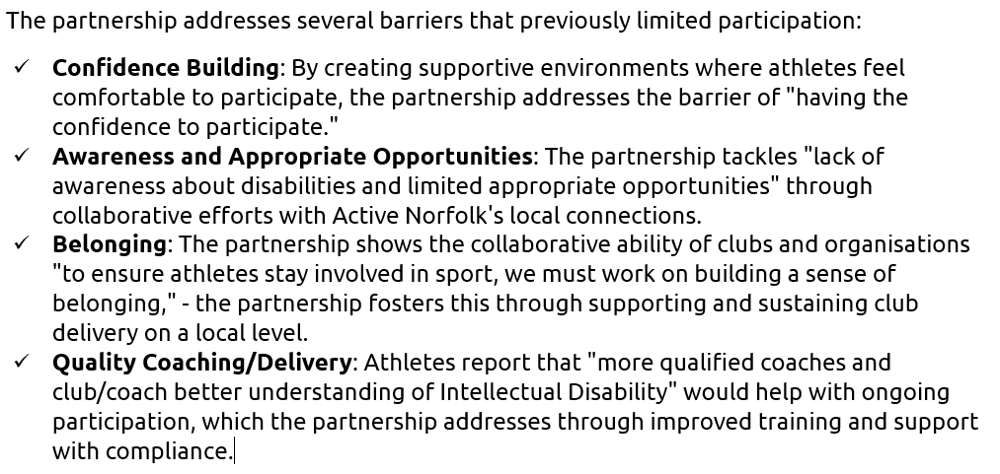 The partnership addresses several barriers that previously limited participation:
✓ Confidence Building: By creating supportive environments where athletes feel
comfortable to participate, the partnership addresses the barrier of "having the
confidence to participate."
✓ Awareness and Appropriate Opportunities: The partnership tackles "lack of
awareness about disabilities and limited appropriate opportunities" through
collaborative efforts with Active Norfolk's local connections.
✓ Belonging: The partnership shows the collaborative ability of clubs and organisations
"to ensure athletes stay involved in sport, we must work on building a sense of
belonging," - the partnership fosters this through supporting and sustaining club
delivery on a local level.
✓ Quality Coaching/Delivery: Athletes report that "more qualified coaches and
club/coach better understanding of Intellectual Disability" would help with ongoing
participation, which the partnership addresses through improved training and support
with compliance.